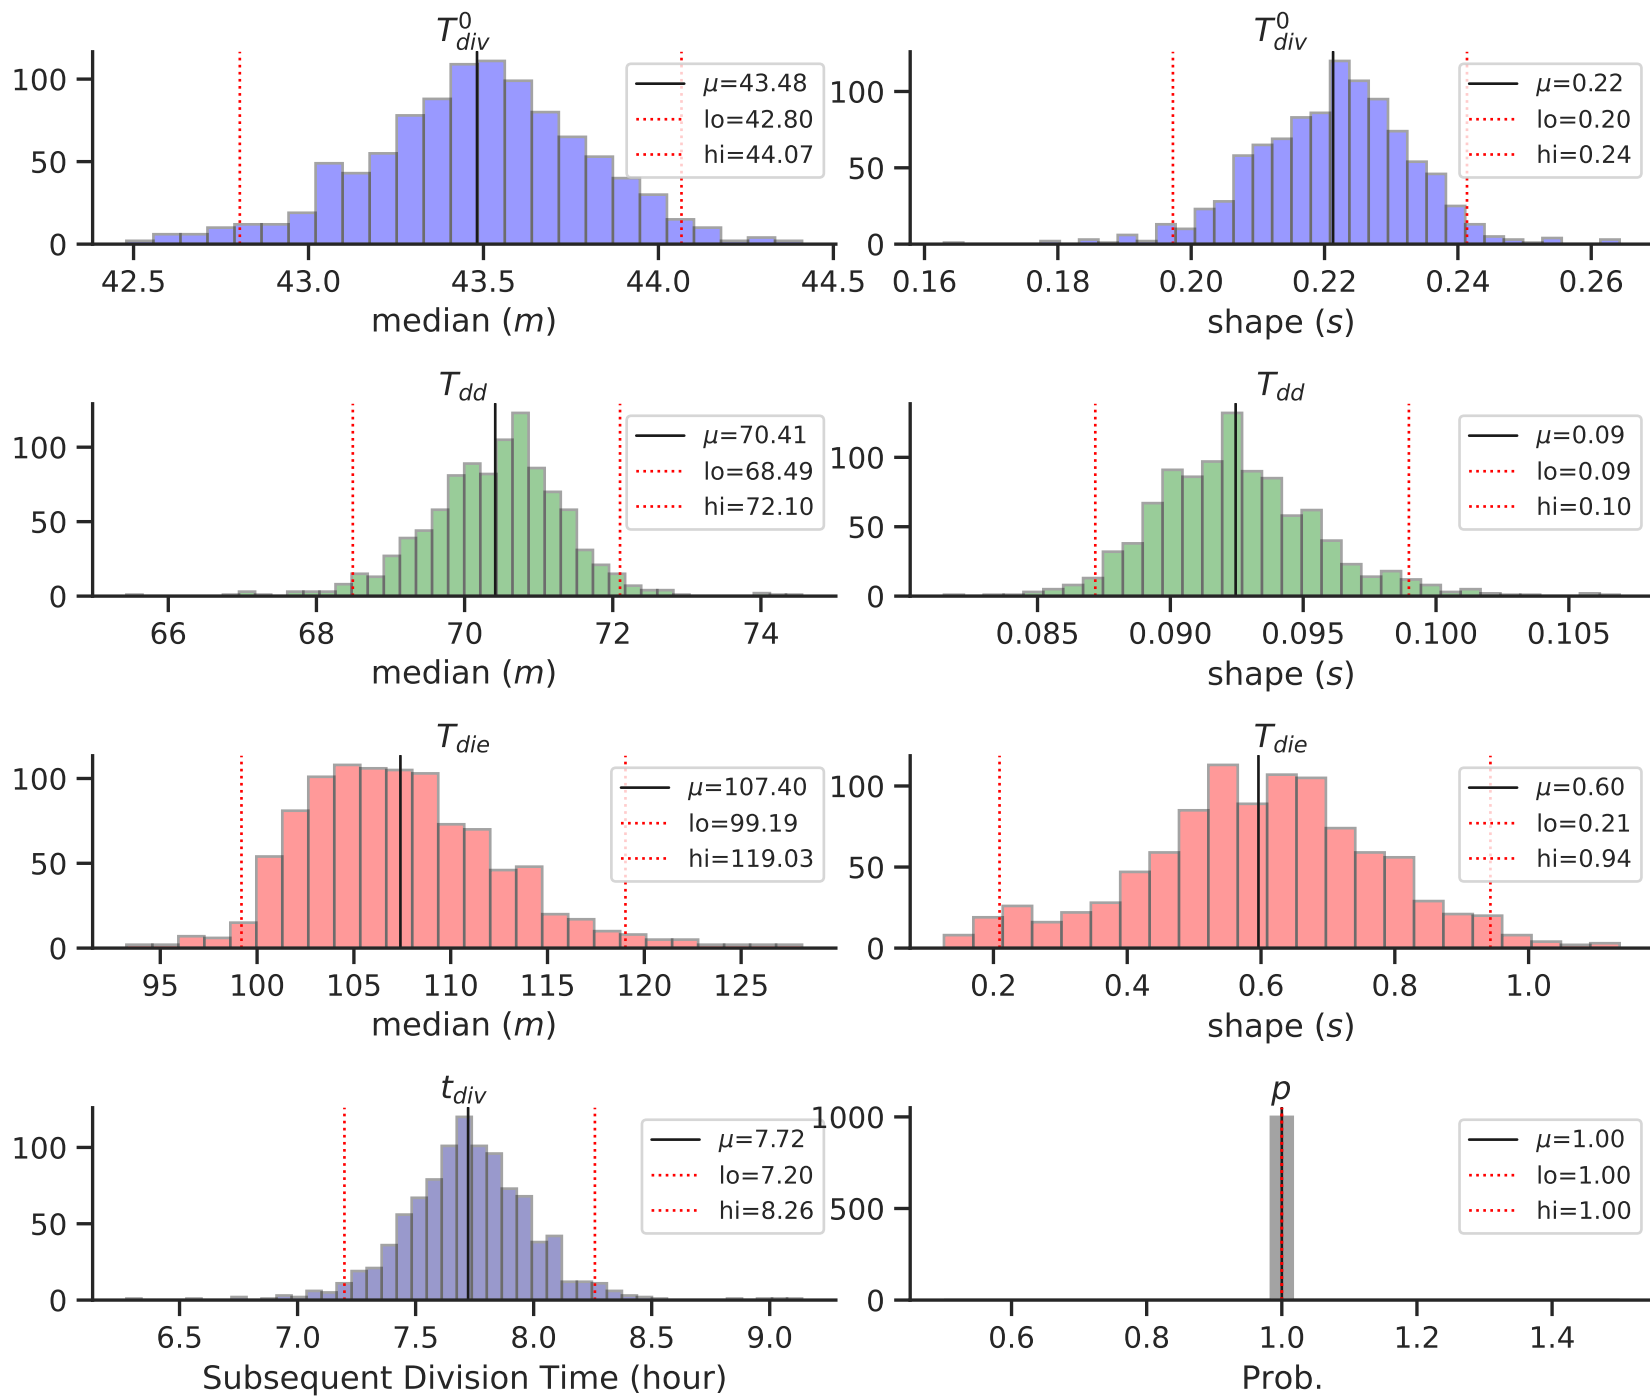 T⁰div
100
50
0
μ=43.48
lo=42.80
hi=44.07
42.5 43.0 43.5 44.0 44.5
median (m)
T⁰div
100
50
0
μ=0.22
lo=0.20
hi=0.24
0.16 0.18 0.20 0.22 0.24 0.26
shape (s)
Tdd
100
50
0
μ=70.41
lo=68.49
hi=72.10
66 68 70 72 74
median (m)
Tdd
100
50
0
μ=0.09
lo=0.09
hi=0.10
0.085 0.090 0.095 0.100 0.105
shape (s)
Tdie
100
50
0
μ=107.40
lo=99.19
hi=119.03
95 100 105 110 115 120 125
median (m)
Tdie
100
50
0
μ=0.60
lo=0.21
hi=0.94
0.2 0.4 0.6 0.8 1.0
shape (s)
tdiv
100
50
0
μ=7.72
lo=7.20
hi=8.26
6.5 7.0 7.5 8.0 8.5 9.0
Subsequent Division Time (hour)
p
1000
500
0
μ=1.00
lo=1.00
hi=1.00
0.6 0.8 1.0 1.2 1.4
Prob.